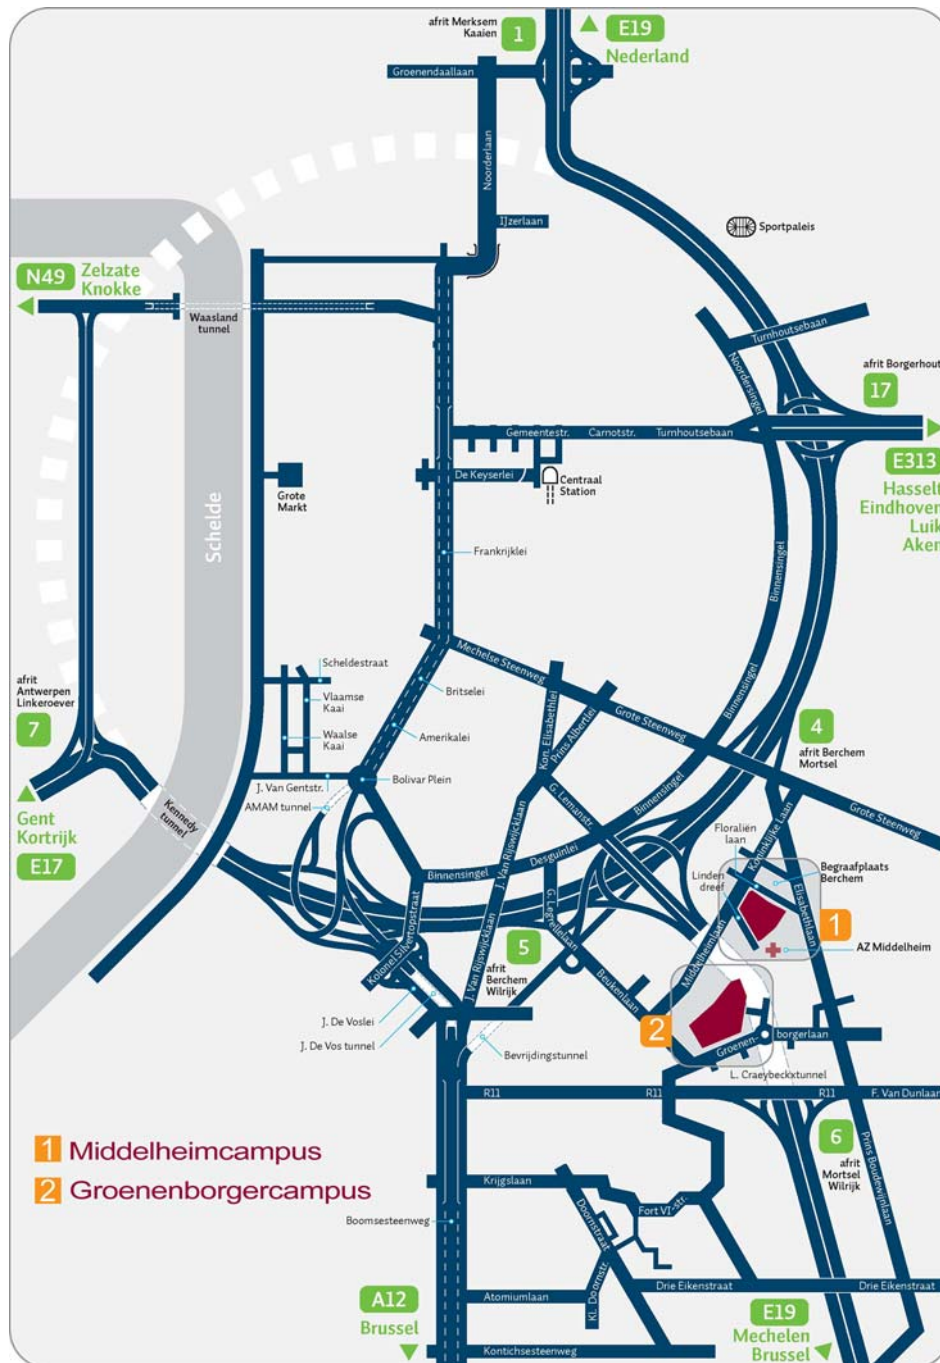 afrit Merksem
Kaaien
1
E19
Nederland
Groenendaallaan
Noorderlaan
IJzerlaan
Sportpaleis
N49
Zelzate
Knokke
Waasland
tunnel
Turnhoutsebaan
Noordersingel
afrit Borgerhout
17
Gemeentestr.
Carnotstr.
Turnhoutsebaan
E313
Hasselt
Eindhoven
Luik
Aken
De Keyserlei
Centraal
Station
Grote
Markt
Schelde
Frankrijklei
Binnensingel
Mechelse Steenweg
Scheldestraat
Britselei
Vlaamse
Kaai
Kon. Elisabethlei
Prins Albertlei
Grote Steenweg
Binnensingel
afrit
Antwerpen
Linkeroever
7
Waalse
Kaai
Amerikalei
4
afrit Berchem
Mortsel
J. Van Gentstr.
Bolivar Plein
AMAM tunnel
G. Lemanstr.
Binnensingel
Gent
Kortrijk
E17
Kennedy
tunnel
Grote Steenweg
Koninklijke Laan
Floraliën
laan
Desguinlei
Binnensingel
J. Van Rijswijcklaan
Linden
dreef
Begraafplaats
Berchem
Elisabethlaan
1
G. Legrellelaan
Kolonel Silvertopstraat
5
afrit
Berchem
Wilrijk
AZ Middelheim
Middelheimlaan
Beukenlaan
J. Van Rijswijcklaan
J. De Voslei
2
J. De Vos tunnel
Groenen-
borgerlaan
Bevrijdingstunnel
L. Craeybeckxtunnel
R11
R11
R11
F. Van Dunlaan
6
afrit
Mortsel
Wilrijk
Prins Boudewijnlaan
1 Middelheimcampus
2 Groenenborgercampus
Krijgslaan
Doornstraat
Fort VI-str.
Boomsesteenweg
Drie Eikenstraat
Drie Eikenstraat
Atomiumlaan
Kl. Doornstr.
A12
Brussel
Kontichsesteenweg
E19
Mechelen
Brussel